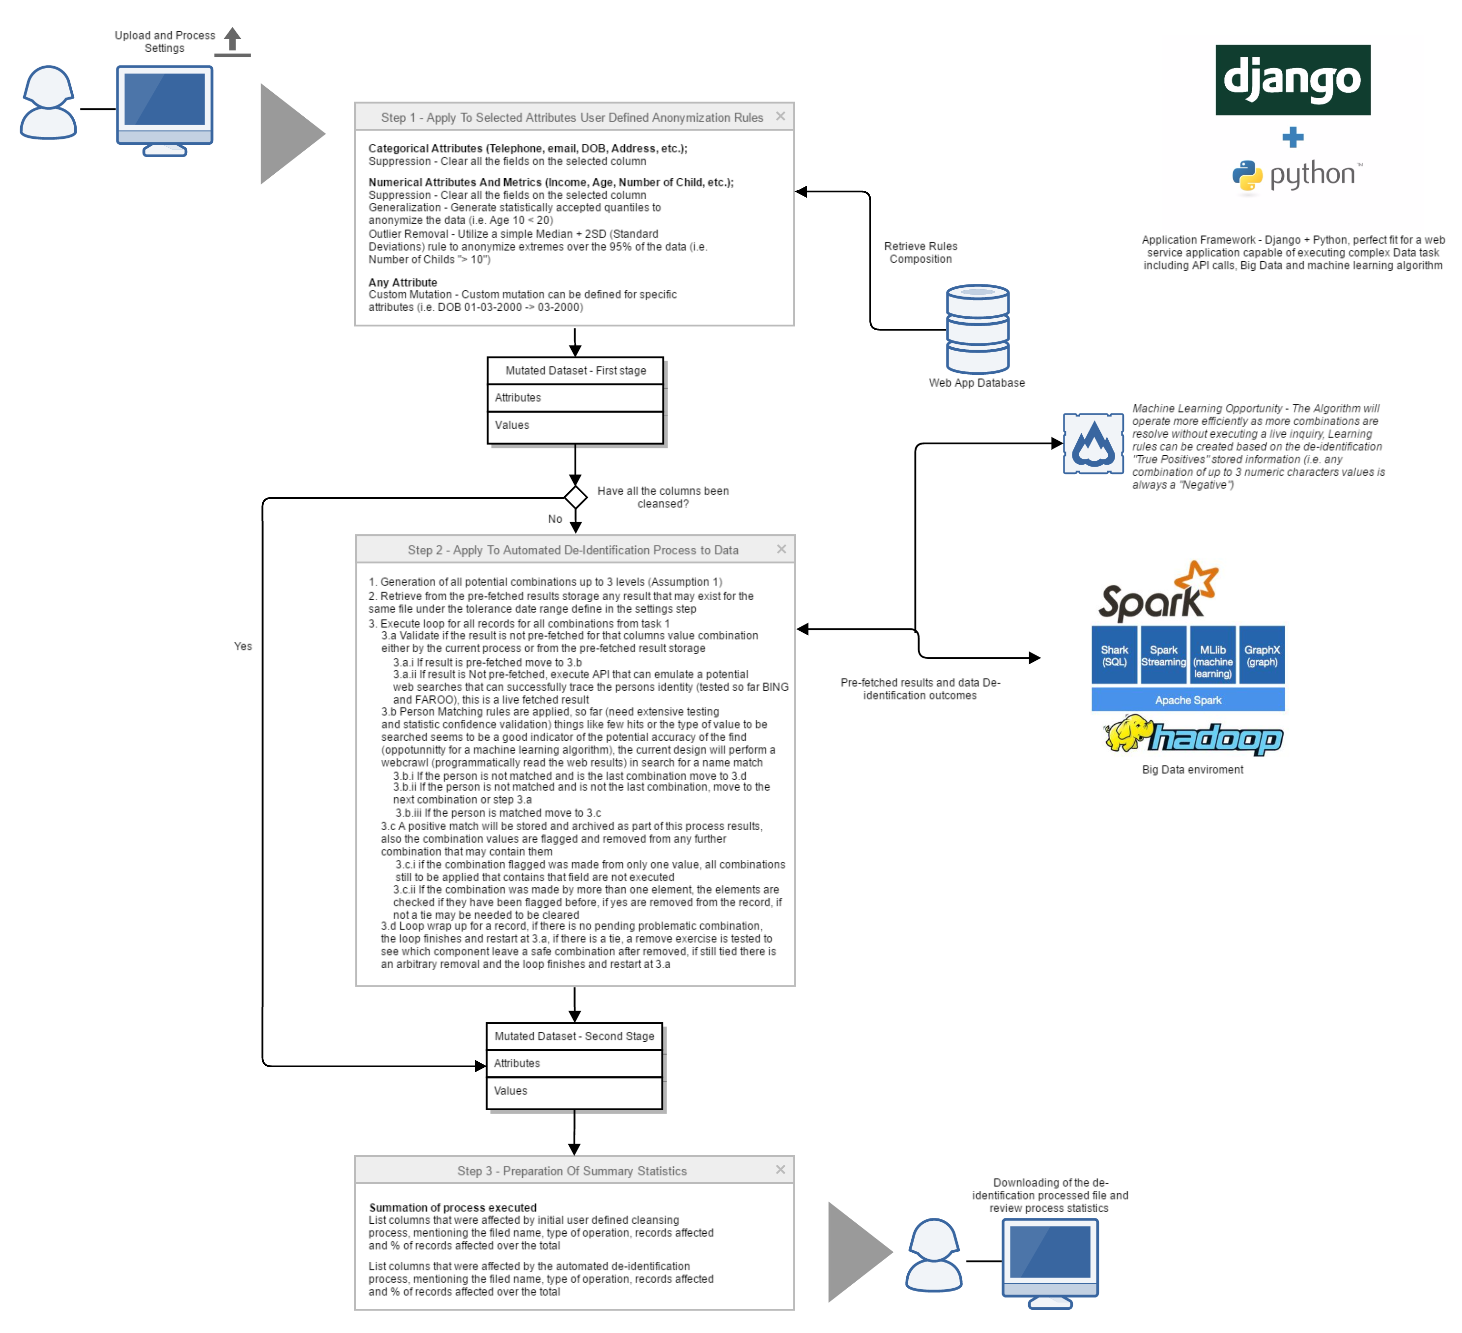 Upload and Process
Settings
django
python™
Application Framework - Django + Python, perfect fit for a web
service application capable of executing complex Data task
including API calls, Big Data and machine learning algorithm
Step 1 - Apply To Selected Attributes User Defined Anonymization Rules
Categorical Attributes (Telephone, email, DOB, Address, etc.);
Suppression - Clear all the fields on the selected column
Numerical Attributes And Metrics (Income, Age, Number of Child, etc.);
Suppression - Clear all the fields on the selected column
Generalization - Generate statistically accepted quantiles to
anonymize the data (i.e. Age 10 < 20)
Outlier Removal - Utilize a simple Median + 2SD (Standard
Deviations) rule to anonymize extremes over the 95% of the data (i.e.
Number of Childs "> 10")
Any Attribute
Custom Mutation - Custom mutation can be defined for specific
attributes (i.e. DOB 01-03-2000 -> 03-2000)
Retrieve Rules
Composition
Web App Database
Mutated Dataset - First stage
Attributes
Values
Machine Learning Opportunity - The Algorithm will
operate more efficiently as more combinations are
resolve without executing a live inquiry, Learning
rules can be created based on the de-identification
"True Positives" stored information (i.e. any
combination of up to 3 numeric characters values is
always a "Negative")
Have all the columns been
cleansed?
No
Yes
Step 2 - Apply To Automated De-Identification Process to Data
1. Generation of all potential combinations up to 3 levels (Assumption 1)
2. Retrieve from the pre-fetched results storage any result that may exist for the
same file under the tolerance date range define in the settings step
3. Execute loop for all records for all combinations from task 1
3.a Validate if the result is not pre-fetched for that columns value combination
either by the current process or from the pre-fetched result storage
3.a.i If result is pre-fetched move to 3.b
3.a.ii If result is Not pre-fetched, execute API that can emulate a potential
web searches that can successfully trace the persons identity (tested so far BING
and FAROO), this is a live fetched result
3.b Person Matching rules are applied, so far (need extensive testing
and statistic confidence validation) things like few hits or the type of value to be
searched seems to be a good indicator of the potential accuracy of the find
(oppotunnitty for a machine learning algorithm), the current design will perform a
webcrawl (programmatically read the web results) in search for a name match
3.b.i If the person is not matched and is the last combination move to 3.d
3.b.ii If the person is not matched and is not the last combination, move to the
next combination or step 3.a
3.b.iii If the person is matched move to 3.c
3.c A positive match will be stored and archived as part of this process results,
also the combination values are flagged and removed from any further
combination that may contain them
3.c.i if the combination flagged was made from only one value, all combinations
still to be applied that contains that field are not executed
3.c.ii If the combination was made by more than one element, the elements are
checked if they have been flagged before, if yes are removed from the record, if
not a tie may be needed to be cleared
3.d Loop wrap up for a record, if there is no pending problematic combination,
the loop finishes and restart at 3.a, if there is a tie, a remove exercise is tested to
see which component leave a safe combination after removed, if still tied there is
an arbitrary removal and the loop finishes and restart at 3.a
Pre-fetched results and data De-
identification outcomes
Spark
Shark
(SQL)
Spark
Streaming
MLlib
(machine
learning)
GraphX
(graph)
Apache Spark
hadoop
Big Data enviroment
Mutated Dataset - Second Stage
Attributes
Values
Step 3 - Preparation Of Summary Statistics
Summation of process executed
List columns that were affected by initial user defined cleansing
process, mentioning the filed name, type of operation, records affected
and % of records affected over the total
List columns that were affected by the automated de-identification
process, mentioning the filed name, type of operation, records affected
and % of records affected over the total
Downloading of the de-
identification processed file and
review process statistics